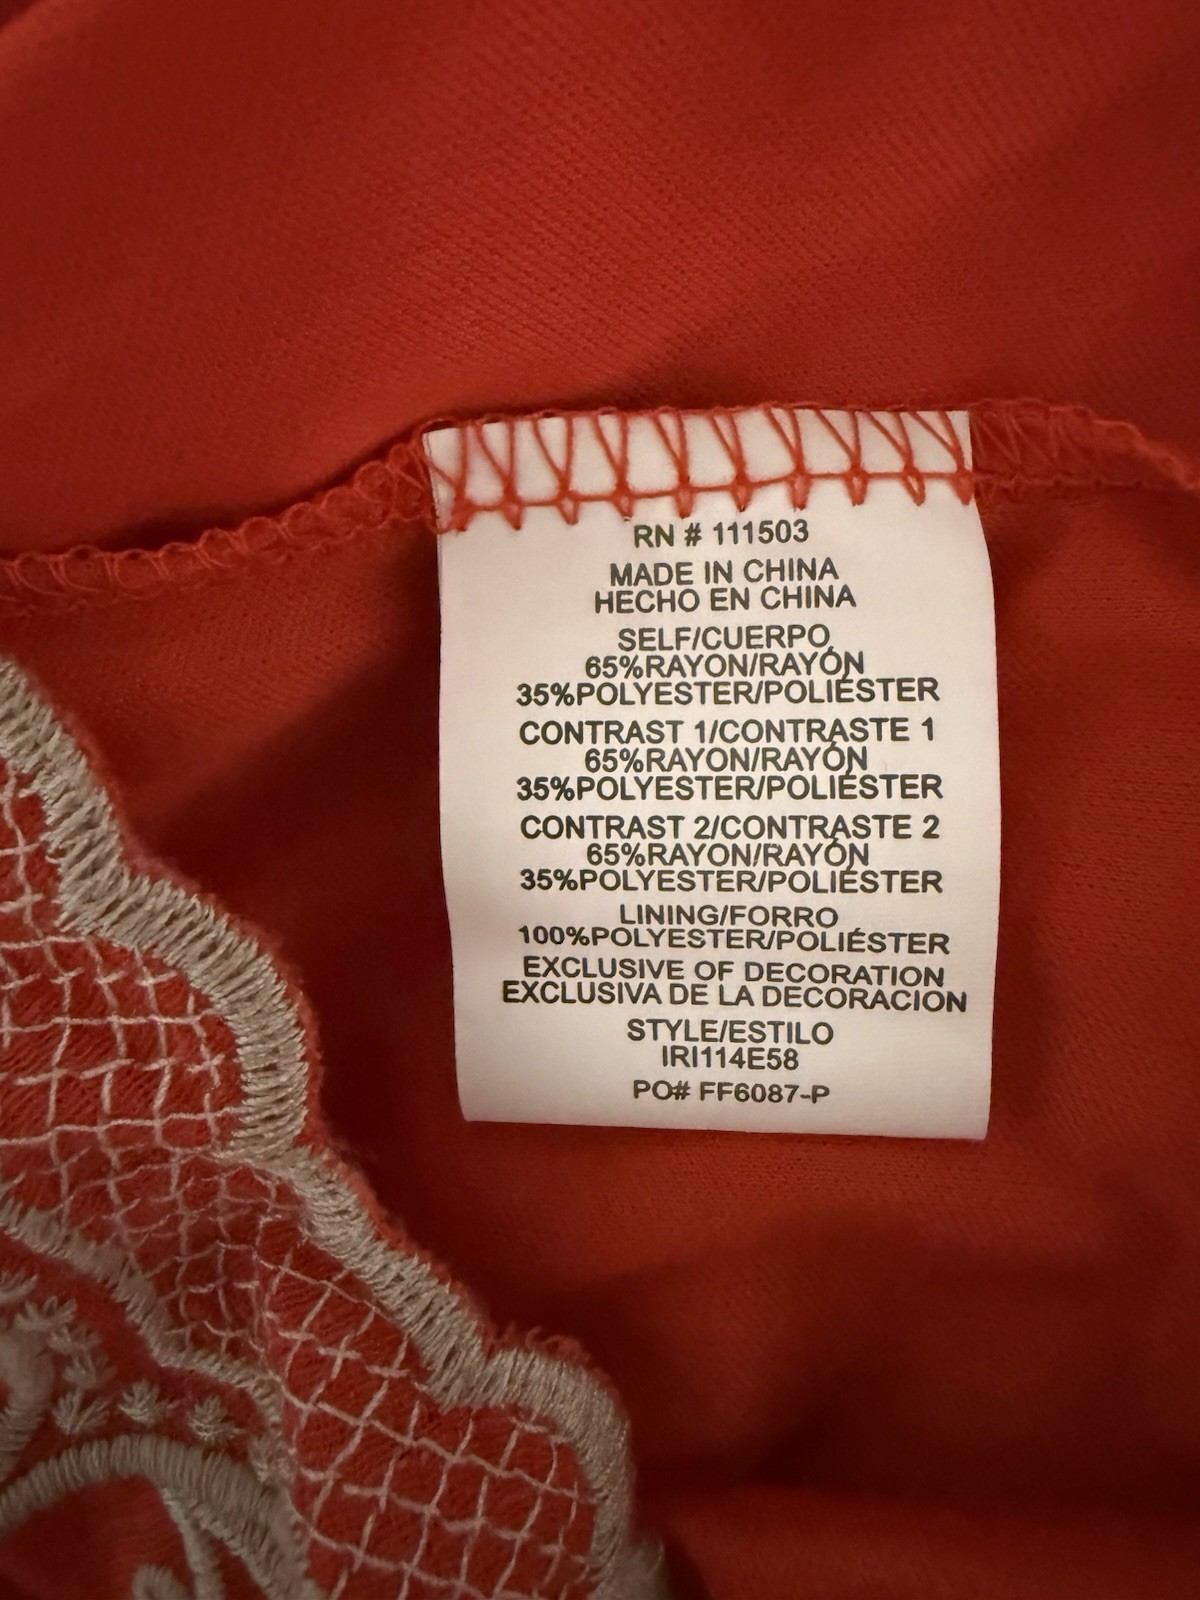 RN # 111503
MADE IN CHINA
HECHO EN CHINA
SELF/CUERPO
65%RAYON/RAYÓN
35%POLYESTER/POLIÉSTER
CONTRAST 1/CONTRASTE 1
65%RAYON/RAYÓN
35%POLYESTER/POLIÉSTER
CONTRAST 2/CONTRASTE 2
65%RAYON/RAYÓN
35%POLYESTER/POLIÉSTER
LINING/FORRO
100%POLYESTER/POLIÉSTER
EXCLUSIVE OF DECORATION
EXCLUSIVA DE LA DECORACION
STYLE/ESTILO
IRI114E58
PO# FF6087-P